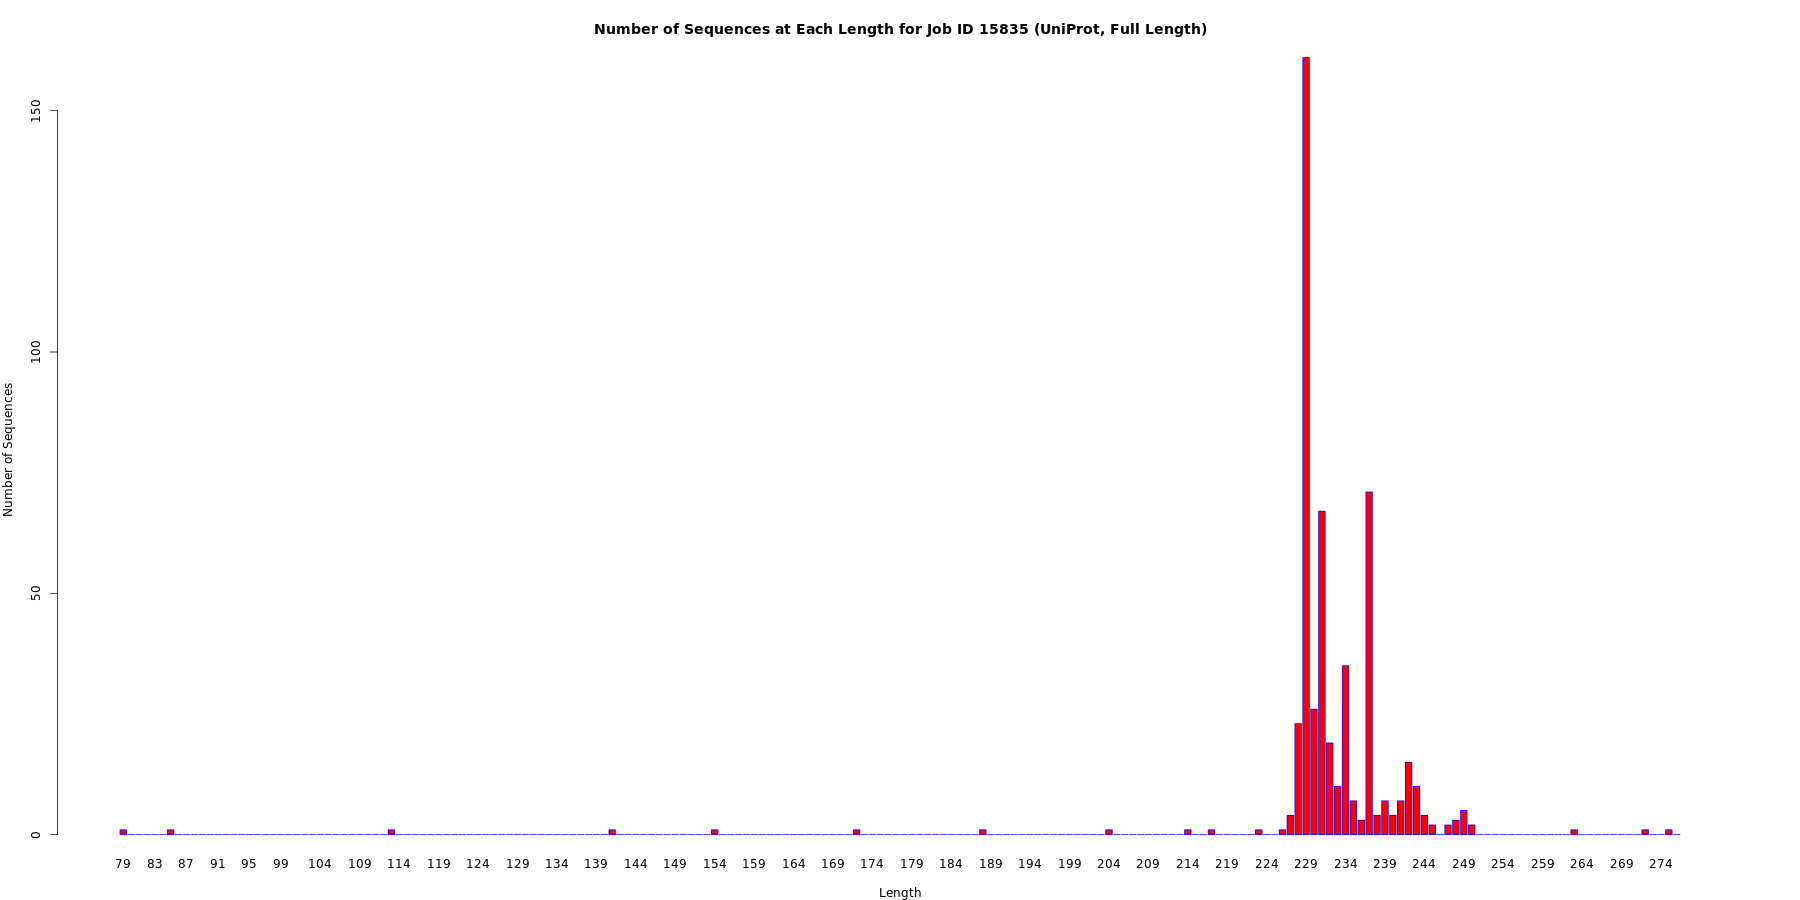 Number of Sequences at Each Length for Job ID 15835 (UniProt, Full Length)
150
100
50
0
Number of Sequences
79 83 87 91 95 99 104 109 114 119 124 129 134 139 144 149 154 159 164 169 174 179 184 189 194 199 204 209 214 219 224 229 234 239 244 249 254 259 264 269 274
Length